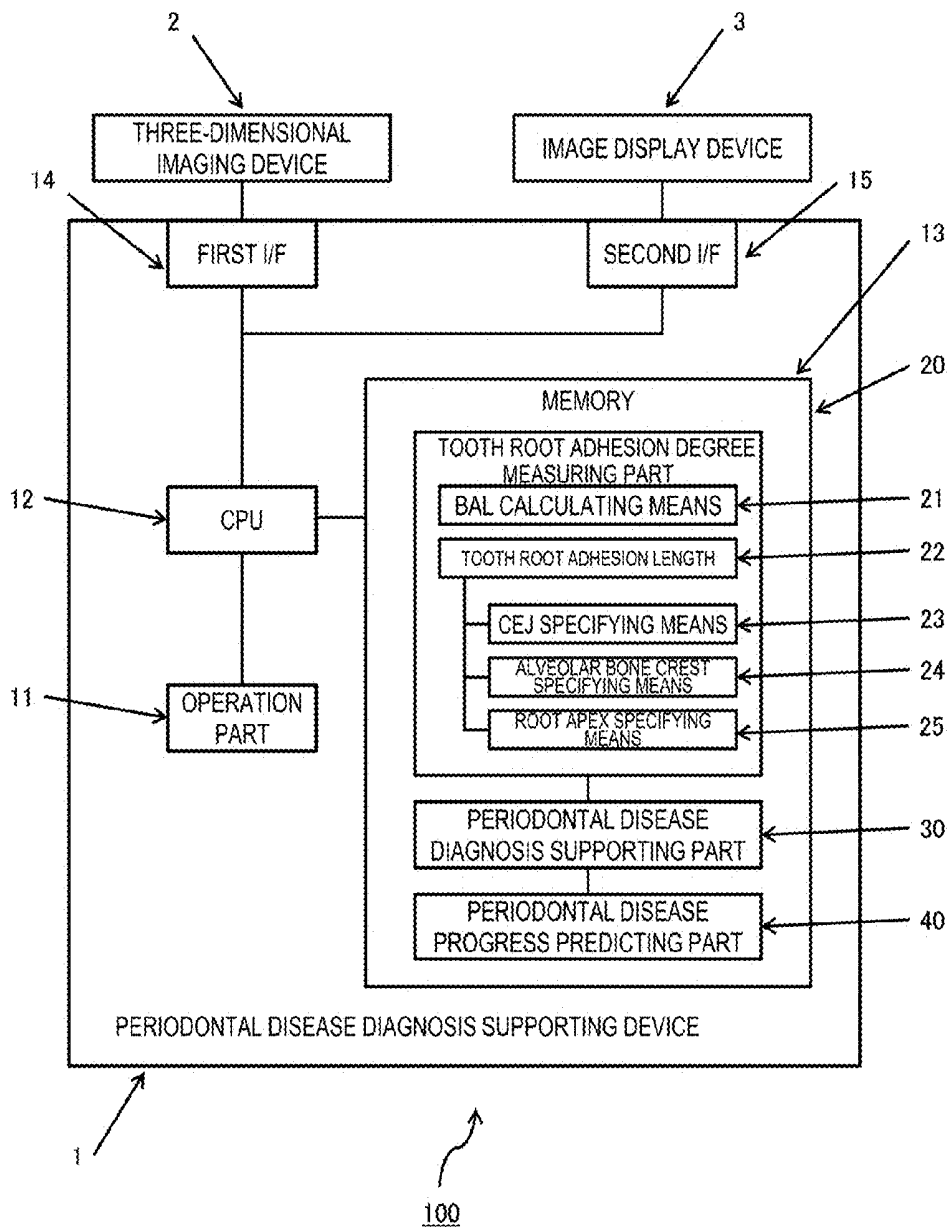 2
3
THREE-DIMENSIONAL
IMAGING DEVICE
IMAGE DISPLAY DEVICE
14
15
FIRST I/F
SECOND I/F
13
20
MEMORY
TOOTH ROOT ADHESION DEGREE
MEASURING PART
12
CPU
BAL CALCULATING MEANS
21
TOOTH ROOT ADHESION LENGTH
22
CEJ SPECIFYING MEANS
23
ALVEOLAR BONE CREST
SPECIFYING MEANS
24
11
OPERATION
PART
ROOT APEX SPECIFYING
MEANS
25
PERIODONTAL DISEASE
DIAGNOSIS SUPPORTING PART
30
PERIODONTAL DISEASE
PROGRESS PREDICTING PART
40
PERIODONTAL DISEASE DIAGNOSIS SUPPORTING DEVICE
1
100